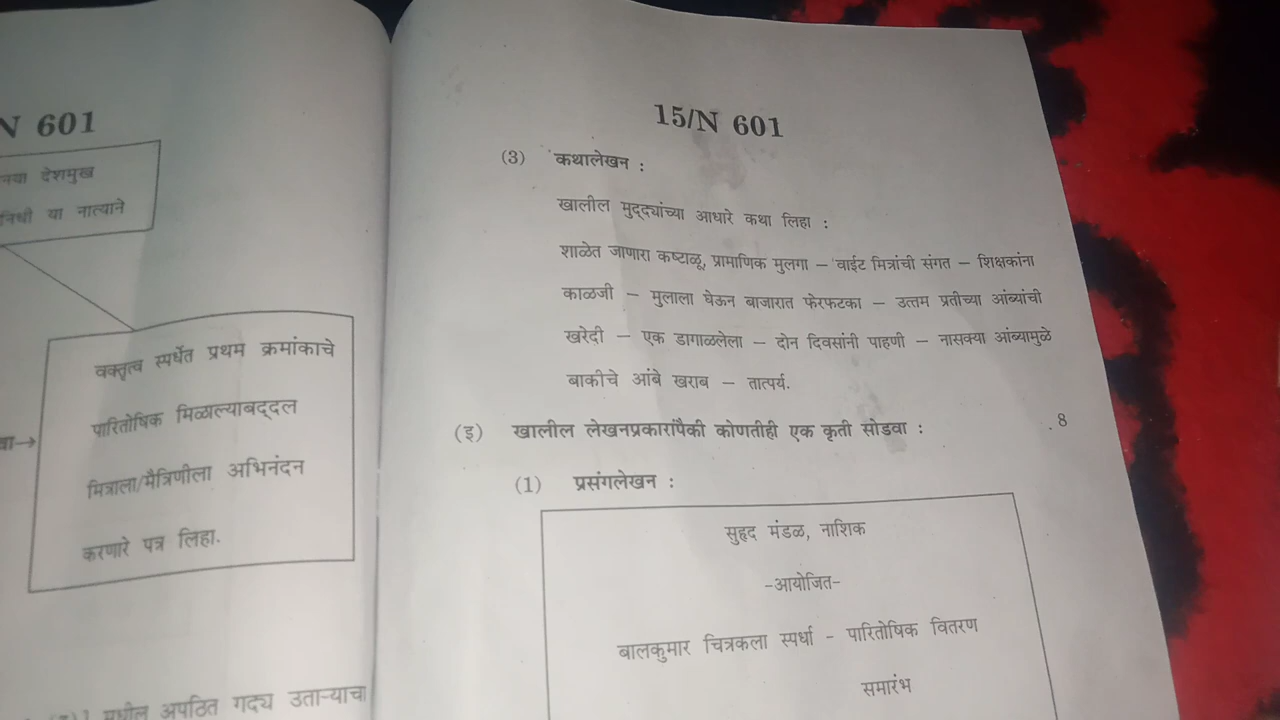 N 601
देशमुख
या नात्याने
वक्तृत्व स्पर्धेत प्रथम क्रमांकाचे
पारितोषिक मिळाल्याबद्दल
मित्राला/मैत्रिणीला अभिनंदन
करणारे पत्र लिहा.
अपठित गद्य उताऱ्याचा
15/N 601
(3) कथालेखन :
खालील मुद्द्यांच्या आधारे कथा लिहा :
शाळेत जाणारा कष्टाळू, प्रामाणिक मुलगा – वाईट मित्रांची संगत – शिक्षकांना
काळजी – मुलाला घेऊन बाजारात फेरफटका – उत्तम प्रतीच्या आंब्यांची
खरेदी – एक डागाळलेला – दोन दिवसांनी पाहणी – नासक्या आंब्यामुळे
बाकीचे आंबे खराब – तात्पर्य.
(इ) खालील लेखनप्रकारांपैकी कोणतीही एक कृती सोडवा : 8
(1) प्रसंगलेखन :
सुहृद मंडळ, नाशिक
-आयोजित-
बालकुमार चित्रकला स्पर्धा - पारितोषिक वितरण
समारंभ